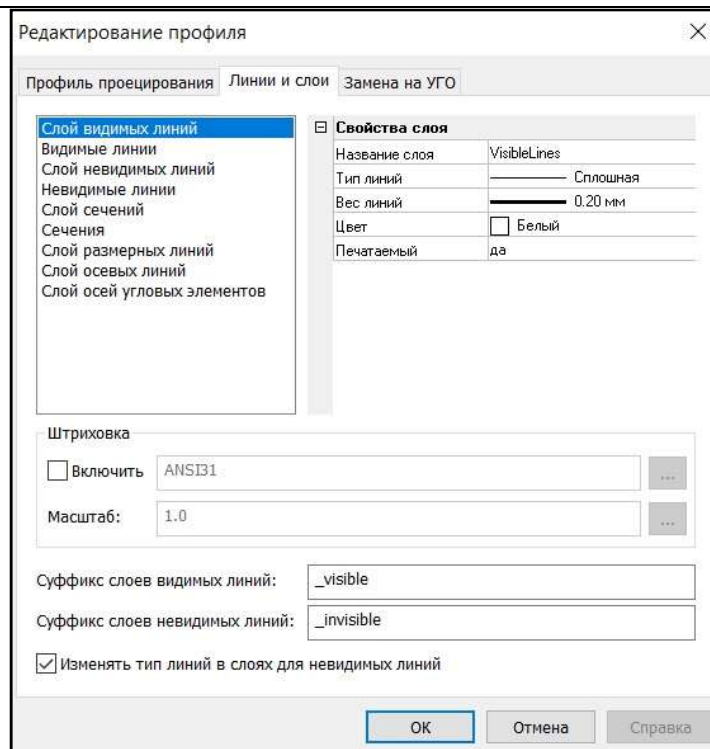 Редактирование профиля
Профиль проецирования Линии и слои Замена на УГО
Слой видимых линий
Видимые линии
Слой невидимых линий
Невидимые линии
Слой сечений
Сечения
Слой размерных линий
Слой осевых линий
Слой осей угловых элементов
Свойства слоя
Название слоя VisibleLines
Тип линий Сплошная
Вес линий 0.20 мм
Цвет Белый
Печатаемый да
Штриховка
Включить ANSI31 ...
Масштаб: 1.0 ...
Суффикс слоев видимых линий: _visible
Суффикс слоев невидимых линий: _invisible
Изменять тип линий в слоях для невидимых линий
ОК Отмена Справка